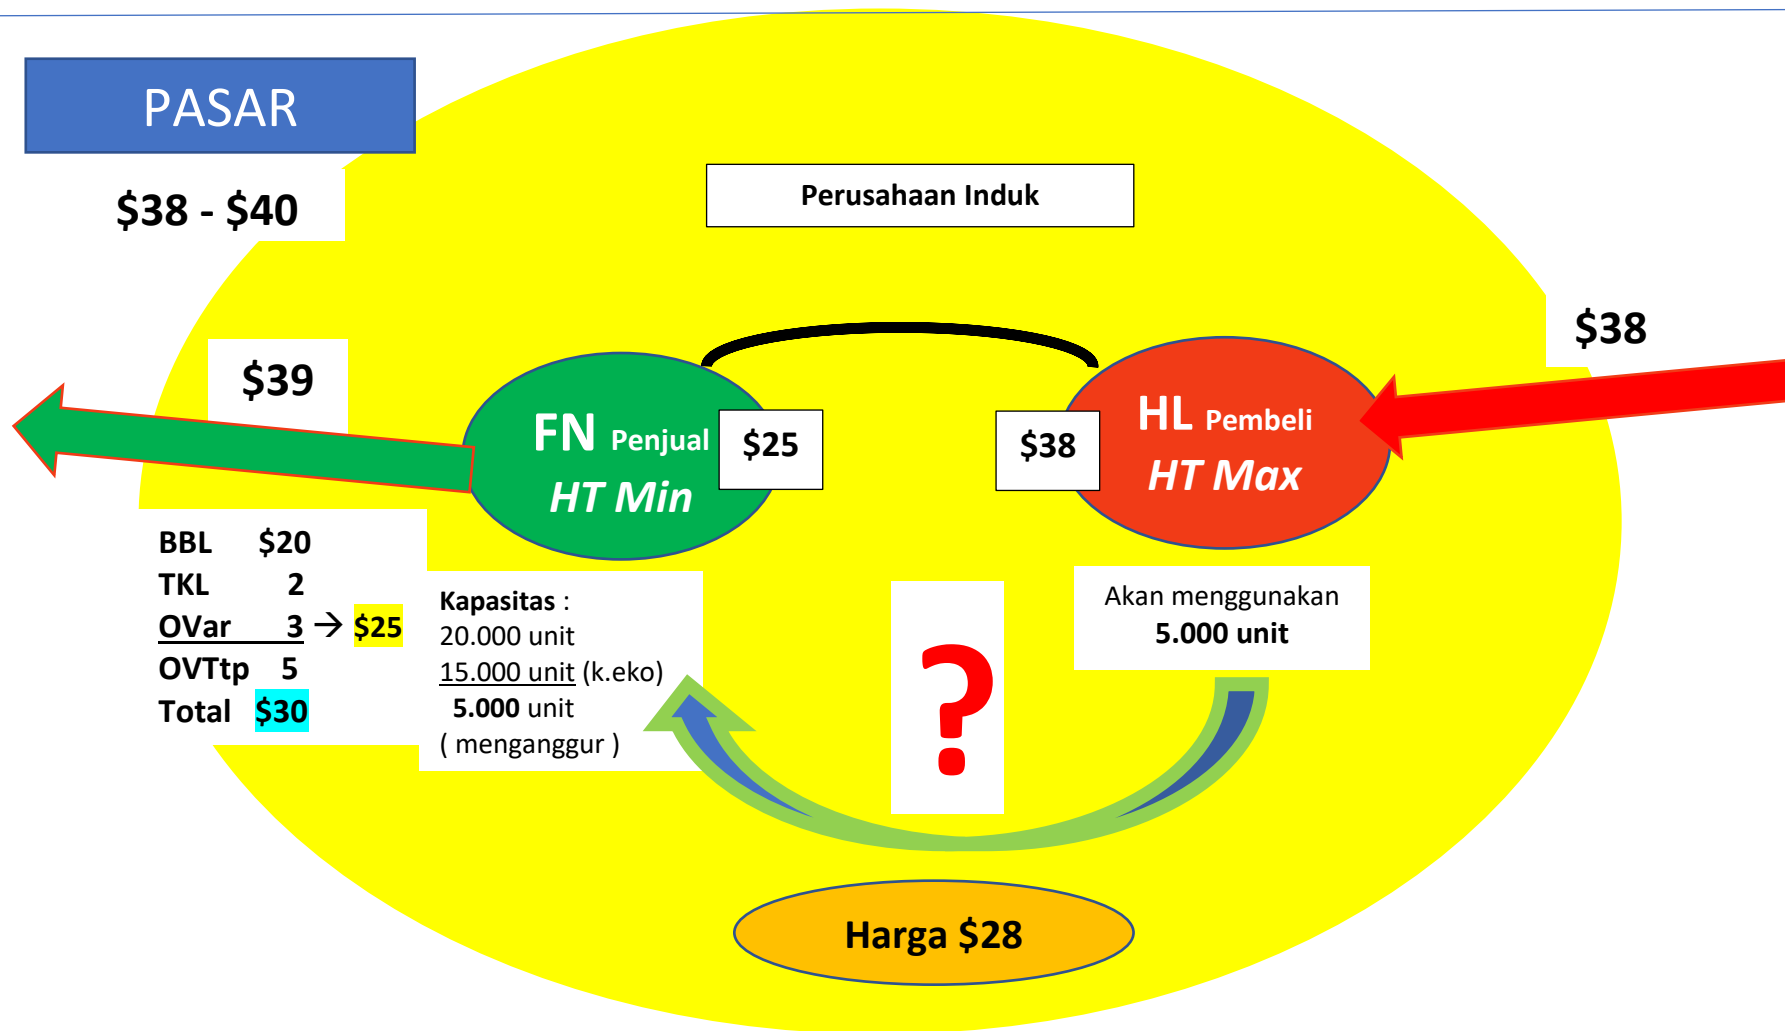 PASAR
$38 - $40
Perusahaan Induk
$38
$39
FN Penjual
HT Min
$25
$38
HL Pembeli
HT Max
BBL $20
TKL 2
OVar 3 → $25
OVTtp 5
Total $30
Kapasitas :
20.000 unit
15.000 unit (k.eko)
5.000 unit
( menganggur )
?
Akan menggunakan
5.000 unit
Harga $28